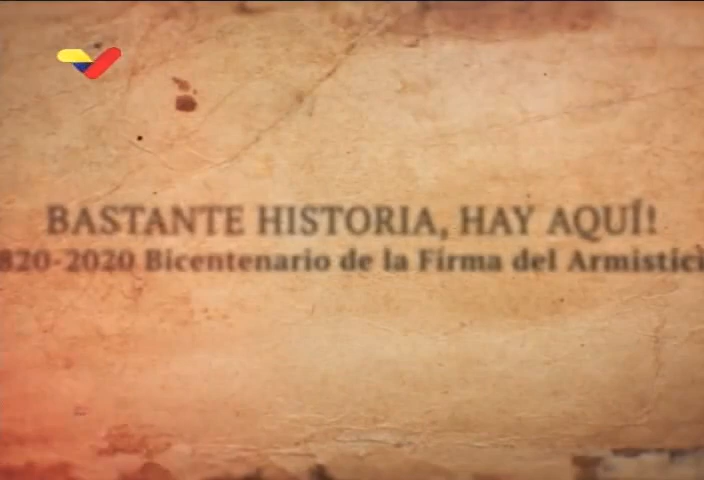 BASTANTE HISTORIA, HAY AQUÍ!
820-2020 Bicentenario de la Firma del Armistici